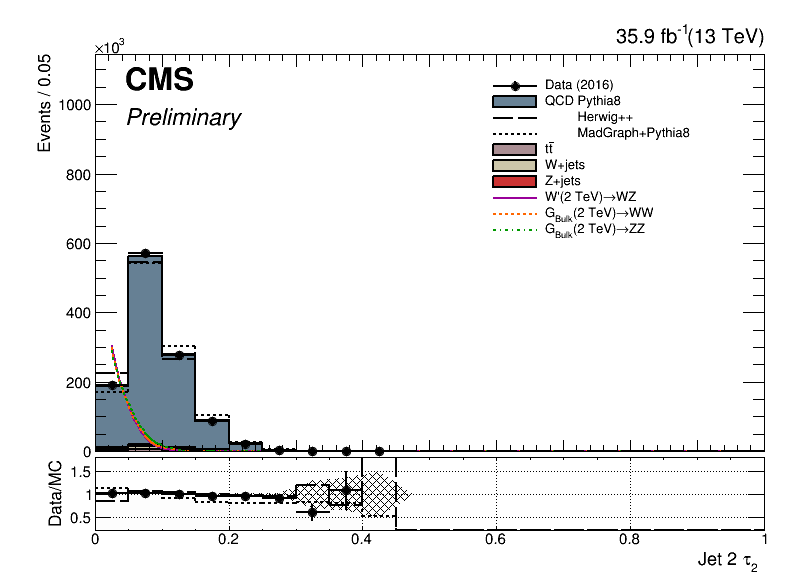 35.9 fb⁻¹(13 TeV)
×10³
CMS
Preliminary
Events / 0.05
1000
800
600
400
200
0
Data (2016)
QCD Pythia8
Herwig++
MadGraph+Pythia8
tt̄
W+jets
Z+jets
W'(2 TeV)→WZ
G_Bulk(2 TeV)→WW
G_Bulk(2 TeV)→ZZ
Data/MC
1.5
1
0.5
0 0.2 0.4 0.6 0.8 1
Jet 2 τ₂